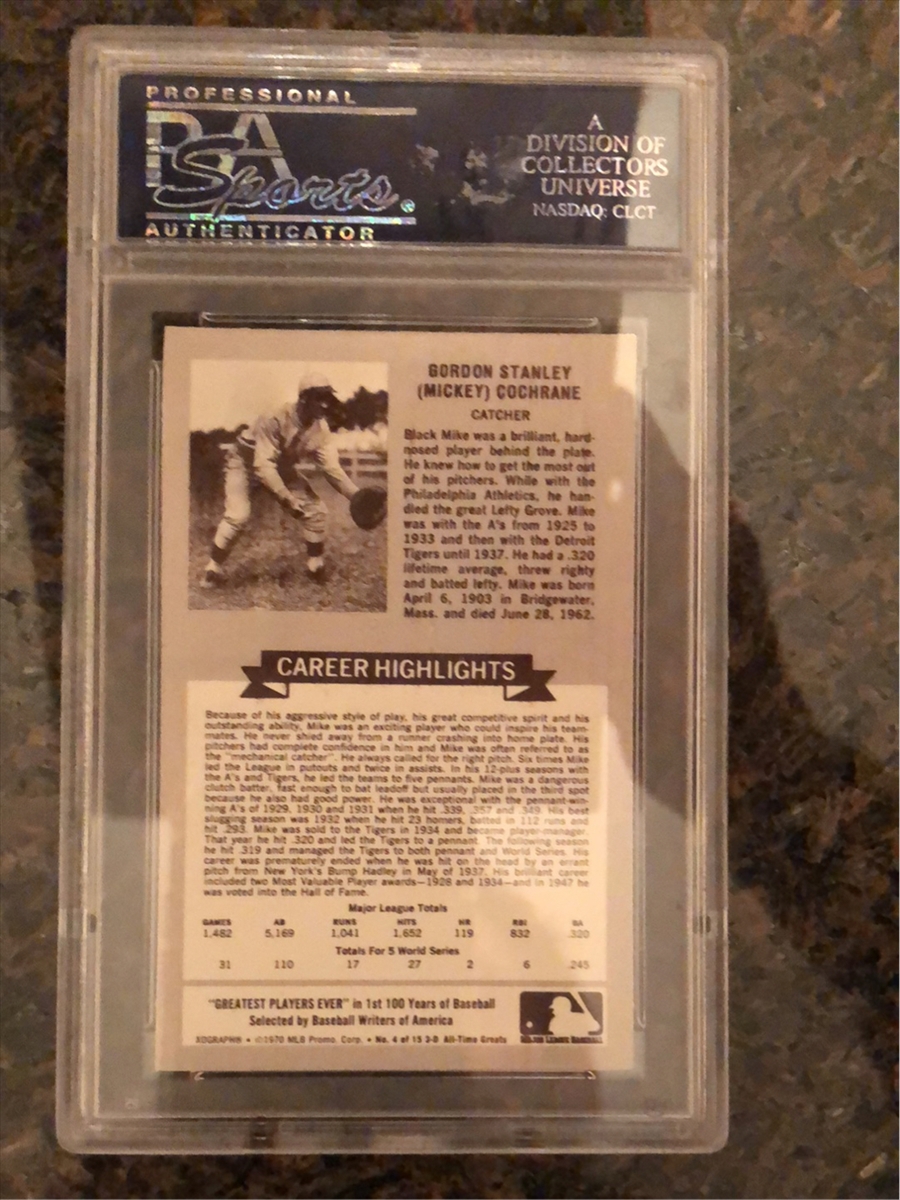 PROFESSIONAL
PSA
Sports.
AUTHENTICATOR
A
DIVISION OF
COLLECTORS
UNIVERSE
NASDAQ: CLCT
GORDON STANLEY
(MICKEY) COCHRANE
CATCHER
Black Mike was a brilliant, hard-
nosed player behind the plate.
He knew how to get the most out
of his pitchers. While with the
Philadelphia Athletics, he han-
dled the great Lefty Grove. Mike
was with the A's from 1925 to
1933 and then with the Detroit
Tigers until 1937. He had a .320
lifetime average, threw righty
and batted lefty. Mike was born
April 6, 1903 in Bridgewater,
Mass. and died June 28, 1962.
CAREER HIGHLIGHTS
Because of his aggressive style of play, his great competitive spirit and his
outstanding ability, Mike was an exciting player who could inspire his team-
mates. He never shied away from a runner crashing into home plate. His
pitchers had complete confidence in him and Mike was often referred to as
the "mechanical catcher". He always called for the right pitch. Six times Mike
led the League in putouts and twice in assists. In his 12-plus seasons with
the A's and Tigers, he led the teams to five pennants. Mike was a dangerous
clutch batter, fast enough to bat leadoff but usually placed in the third spot
because he also had good power. He was exceptional with the pennant-win-
ning A's of 1929, 1930 and 1931 when he hit .339, .357 and .349. His best
slugging season was 1932 when he hit 23 homers, batted in 112 runs and
hit .293. Mike was sold to the Tigers in 1934 and became player-manager.
That year he hit .320 and led the Tigers to a pennant. The following season
he hit .319 and managed the Tigers to both pennant and World Series. His
career was prematurely ended when he was hit on the head by an errant
pitch from New York's Bump Hadley in May of 1937. His brilliant career
included two Most Valuable Player awards—1928 and 1934—and in 1947 he
was voted into the Hall of Fame.
Major League Totals
GAMES AB RUNS HITS HR RBI BA
1,482 5,169 1,041 1,652 119 832 .320
Totals For 5 World Series
31 110 17 27 2 6 .245
"GREATEST PLAYERS EVER" in 1st 100 Years of Baseball
Selected by Baseball Writers of America
XOGRAPH® • ©1970 MLB Promo. Corp. • No. 4 of 15 3-D All-Time Greats
MAJOR LEAGUE BASEBALL